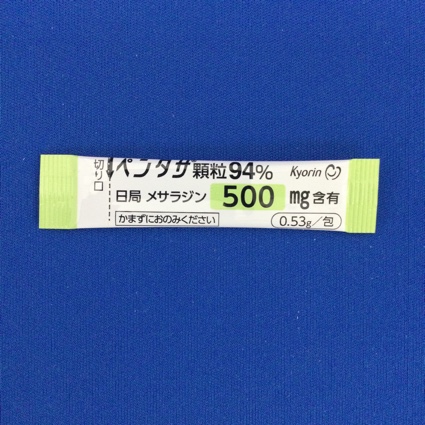 切り口
ペンタサ顆粒94% Kyorin
日局 メサラジン 500 mg含有
かまずにおのみください 0.53g/包